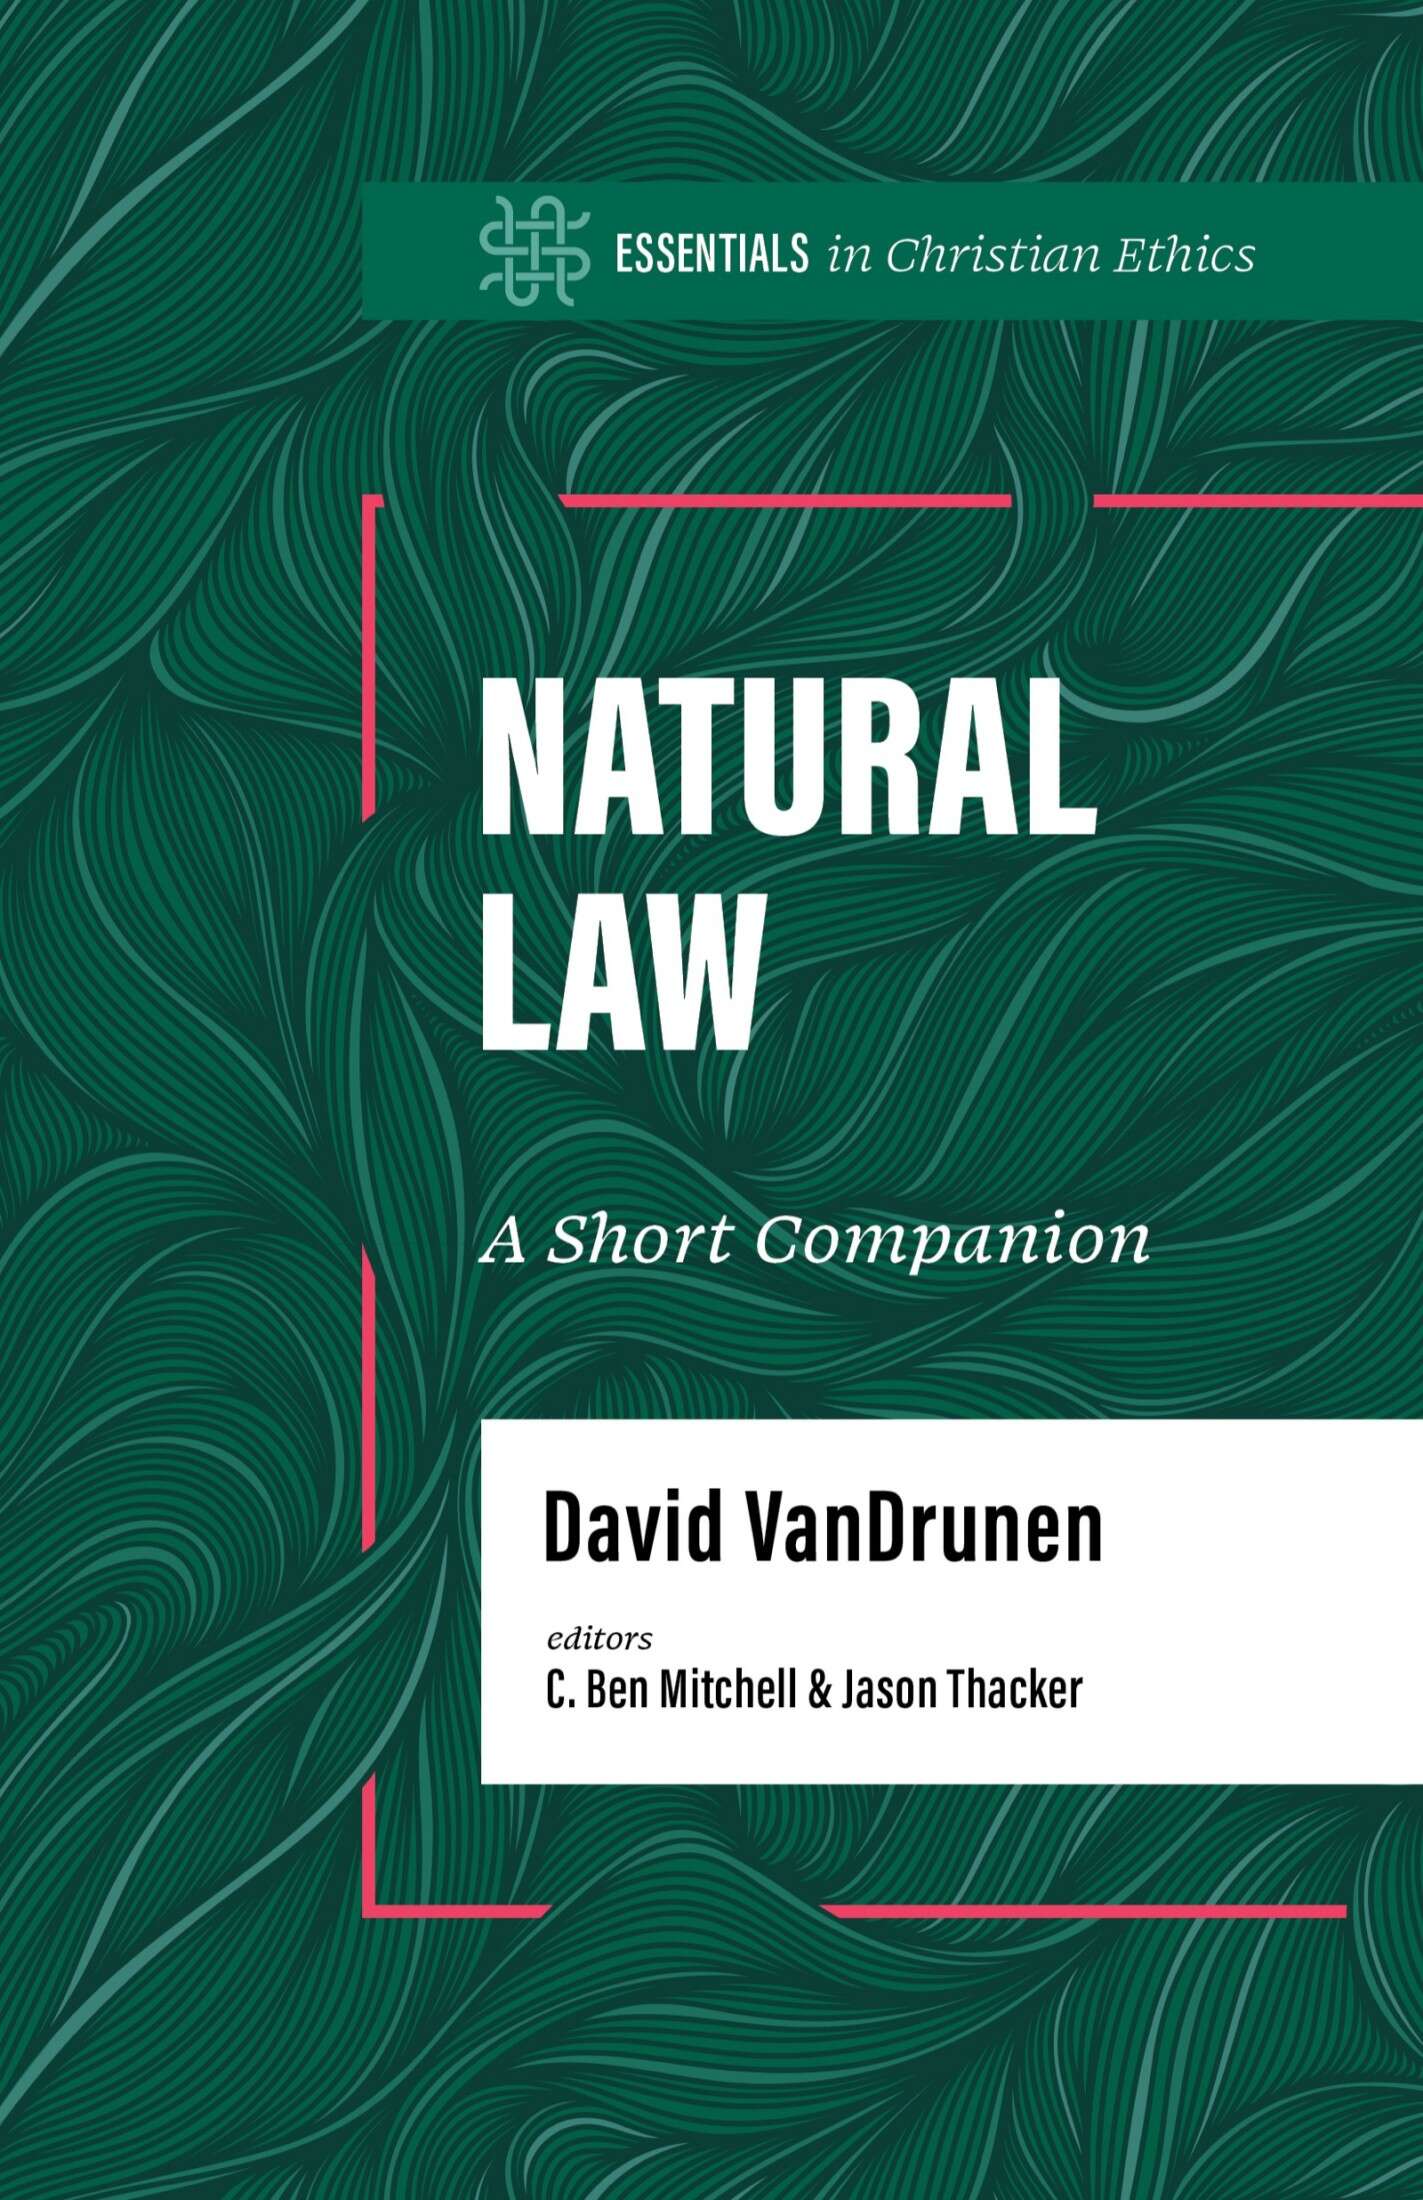 ESSENTIALS in Christian Ethics
NATURAL
LAW
A Short Companion
David VanDrunen
editors
C. Ben Mitchell & Jason Thacker